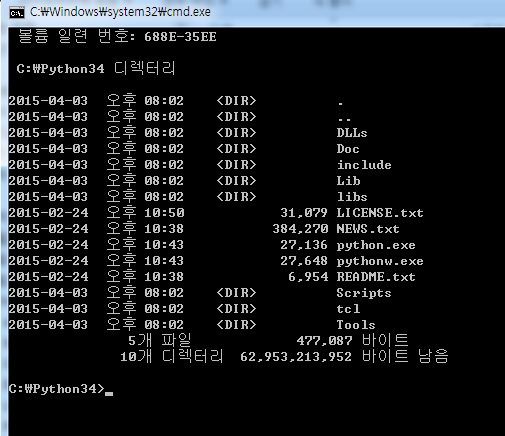 C:\Windows\system32\cmd.exe
볼륨 일련 번호: 688E-35EE
C:\Python34 디렉터리
2015-04-03 오후 08:02 <DIR> .
2015-04-03 오후 08:02 <DIR> ..
2015-04-03 오후 08:02 <DIR> DLLs
2015-04-03 오후 08:02 <DIR> Doc
2015-04-03 오후 08:02 <DIR> include
2015-04-03 오후 08:02 <DIR> Lib
2015-04-03 오후 08:02 <DIR> libs
2015-02-24 오후 10:50 31,079 LICENSE.txt
2015-02-24 오후 10:38 384,270 NEWS.txt
2015-02-24 오후 10:43 27,136 python.exe
2015-02-24 오후 10:43 27,648 pythonw.exe
2015-02-24 오후 10:38 6,954 README.txt
2015-04-03 오후 08:02 <DIR> Scripts
2015-04-03 오후 08:02 <DIR> tcl
2015-04-03 오후 08:02 <DIR> Tools
5개 파일 477,087 바이트
10개 디렉터리 62,953,213,952 바이트 남음
C:\Python34>